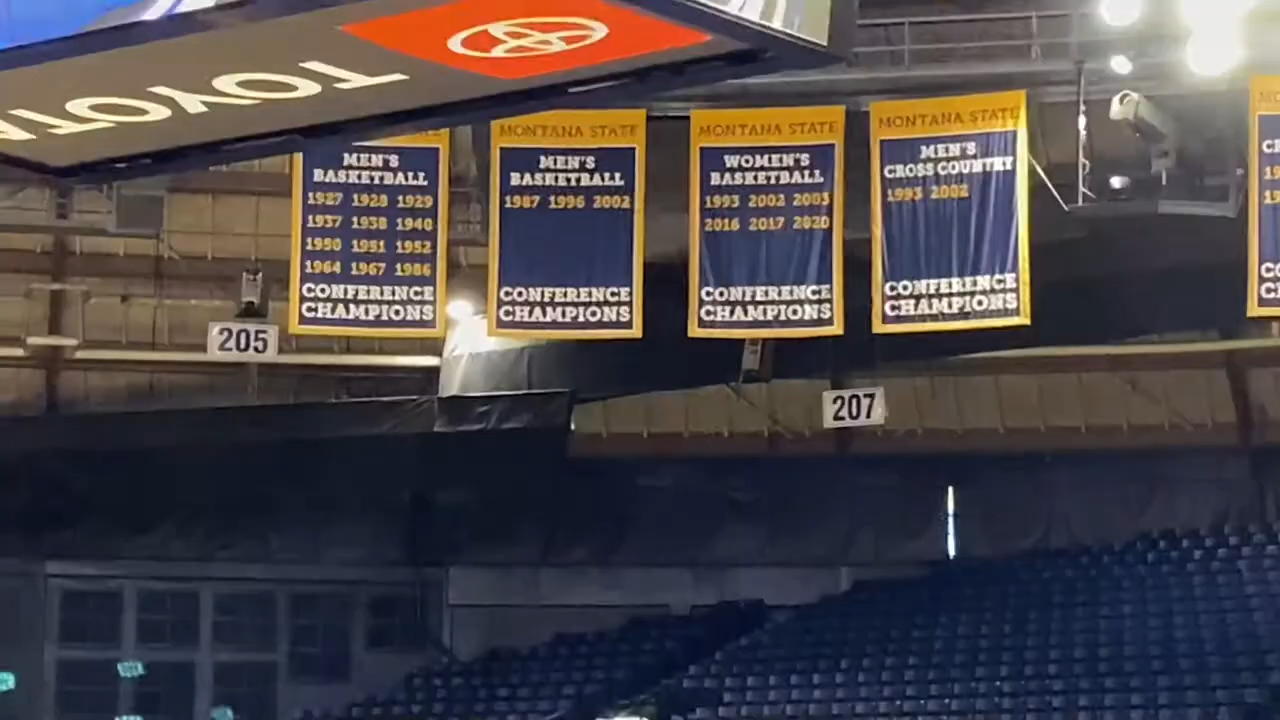 TOYOTA
MEN'S
BASKETBALL
1927 1928 1929
1937 1938 1940
1950 1951 1952
1964 1967 1986
CONFERENCE
CHAMPIONS
MONTANA STATE
MEN'S
BASKETBALL
1987 1996 2002
CONFERENCE
CHAMPIONS
MONTANA STATE
WOMEN'S
BASKETBALL
1993 2002 2003
2016 2017 2020
CONFERENCE
CHAMPIONS
MONTANA STATE
MEN'S
CROSS COUNTRY
1993 2002
CONFERENCE
CHAMPIONS
205
207